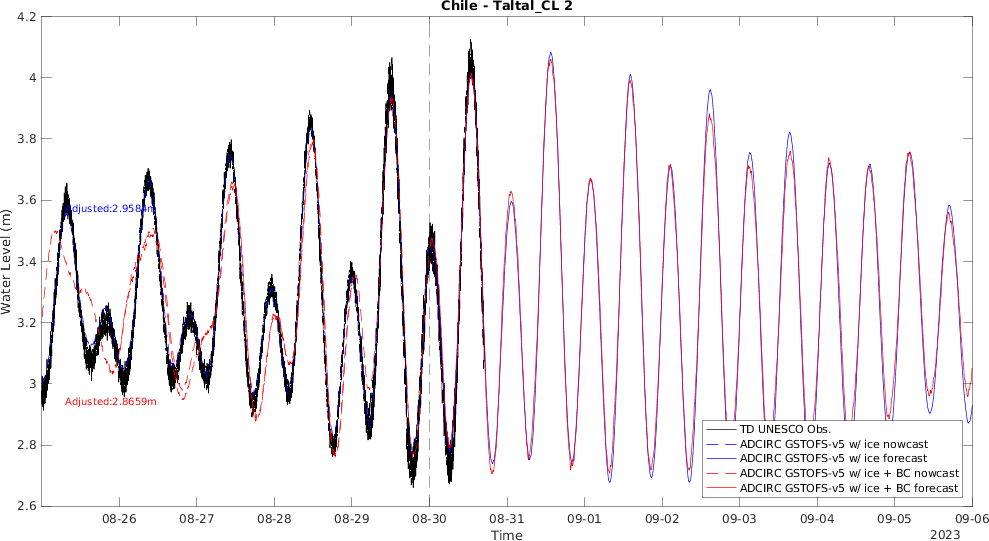 Chile - Taltal_CL 2
4.2
4
3.8
3.6
3.4
3.2
3
2.8
2.6
Water Level (m)
Adjusted:2.9584m
Adjusted:2.8659m
TD UNESCO Obs.
ADCIRC GSTOFS-v5 w/ ice nowcast
ADCIRC GSTOFS-v5 w/ ice forecast
ADCIRC GSTOFS-v5 w/ ice + BC nowcast
ADCIRC GSTOFS-v5 w/ ice + BC forecast
08-26 08-27 08-28 08-29 08-30 08-31 09-01 09-02 09-03 09-04 09-05 09-06
Time
2023